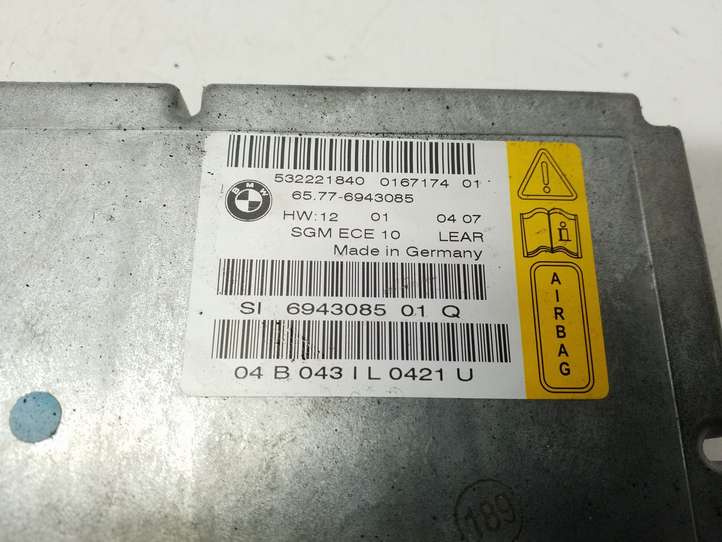 532221840 0167174 01
BMW
65.77-6943085
HW:12 01 04 07
SGM ECE 10 LEAR
Made in Germany
SI 6943085 01 Q
04 B 043 I L 0421 U
AIRBAG
189